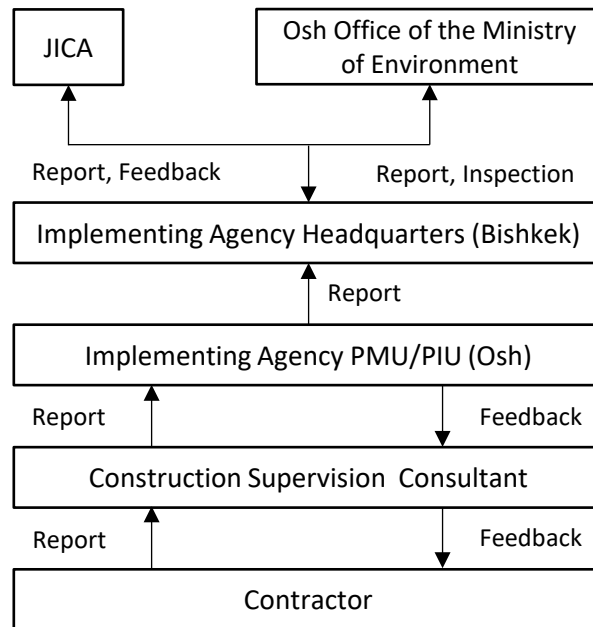 JICA
Osh Office of the Ministry
of Environment
Report, Feedback
Report, Inspection
Implementing Agency Headquarters (Bishkek)
Report
Implementing Agency PMU/PIU (Osh)
Report
Feedback
Construction Supervision Consultant
Report
Feedback
Contractor